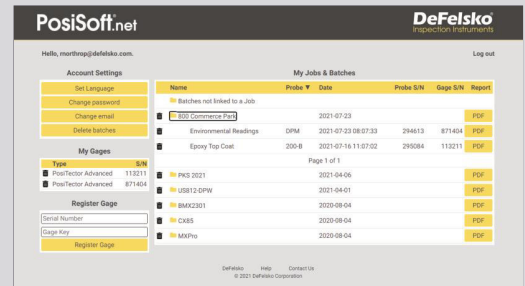 PosiSoft.net
DeFelsko®
Inspection Instruments
Hello, rnorthrop@defelsko.com.
Log out
Account Settings
Set Language
Change password
Change email
Delete batches
My Gages
Type S/N
PosiTector Advanced 113211
PosiTector Advanced 871404
Register Gage
Serial Number
Gage Key
Register Gage
My Jobs & Batches
Name Probe ▼ Date Probe S/N Gage S/N Report
Batches not linked to a Job
800 Commerce Park 2021-07-23 PDF
Environmental Readings DPM 2021-07-23 08:07:33 294613 871404 PDF
Epoxy Top Coat 200-B 2021-07-16 11:07:02 295084 113211 PDF
Page 1 of 1
PKS 2021 2021-04-06 PDF
US812-DPW 2021-04-01 PDF
BMX2301 2020-08-04 PDF
CX85 2020-08-04 PDF
MXPro 2020-08-04 PDF
DeFelsko Help Contact Us
© 2021 DeFelsko Corporation